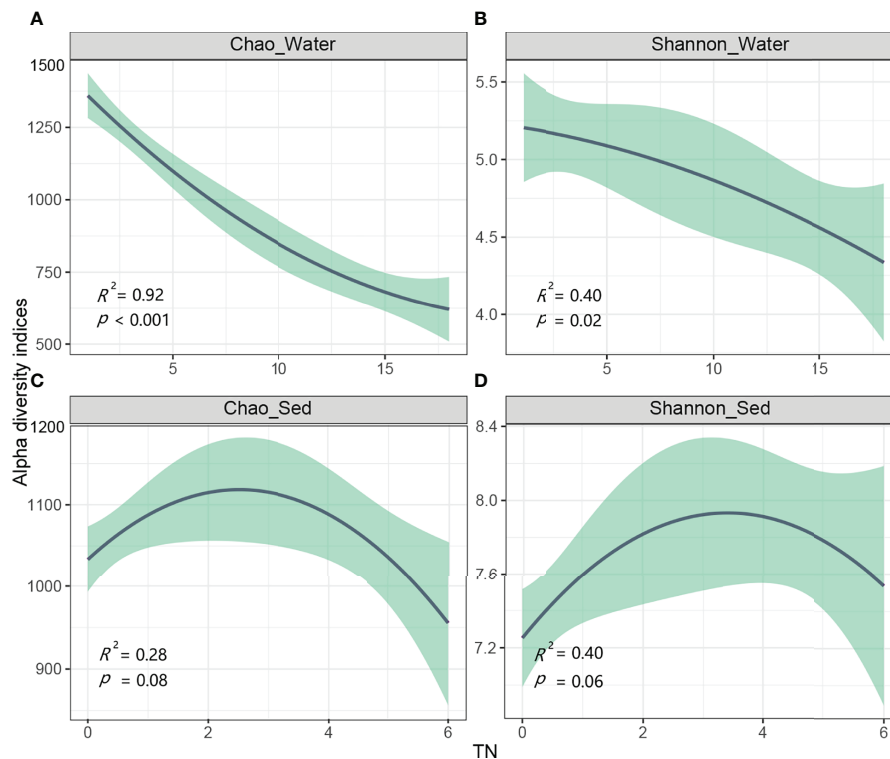 A
B
Chao_Water
Shannon_Water
1500
1250
1000
750
500
R2 = 0.92
p < 0.001
5
10
15
5.5
5.0
4.5
4.0
R2 = 0.40
p = 0.02
5
10
15
Alpha diversity indices
C
D
Chao_Sed
Shannon_Sed
1200
1100
1000
900
R2 = 0.28
p = 0.08
0
2
4
6
8.4
8.0
7.6
7.2
R2 = 0.40
p = 0.06
0
2
4
6
TN